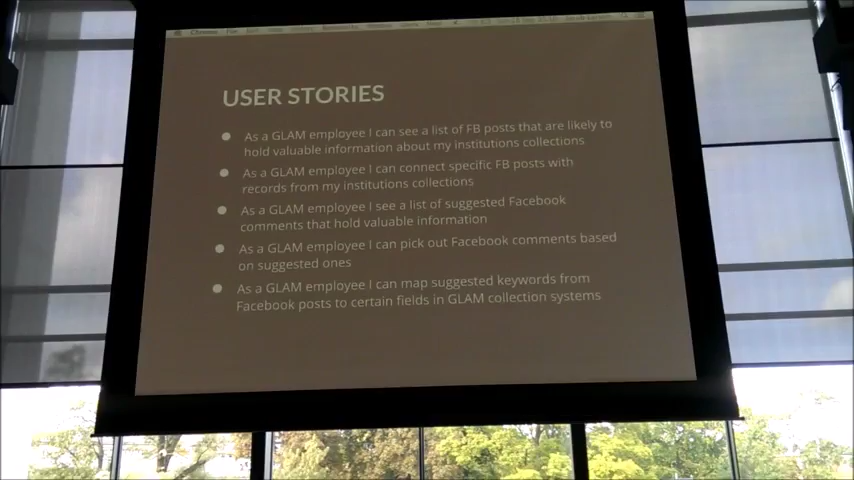 Chrome File
USER STORIES
As a GLAM employee I can see a list of FB posts that are likely to
hold valuable information about my institutions collections
As a GLAM employee I can connect specific FB posts with
records from my institutions collections
As a GLAM employee I see a list of suggested Facebook
comments that hold valuable information
As a GLAM employee I can pick out Facebook comments based
on suggested ones
As a GLAM employee I can map suggested keywords from
Facebook posts to certain fields in GLAM collection systems